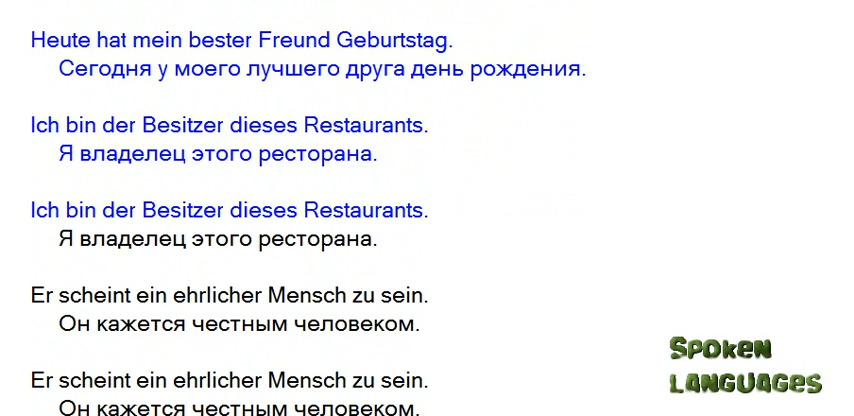 Heute hat mein bester Freund Geburtstag.
Сегодня у моего лучшего друга день рождения.
Ich bin der Besitzer dieses Restaurants.
Я владелец этого ресторана.
Ich bin der Besitzer dieses Restaurants.
Я владелец этого ресторана.
Er scheint ein ehrlicher Mensch zu sein.
Он кажется честным человеком.
Er scheint ein ehrlicher Mensch zu sein.
Он кажется честным человеком.
SPOKEN
LANGUAGES